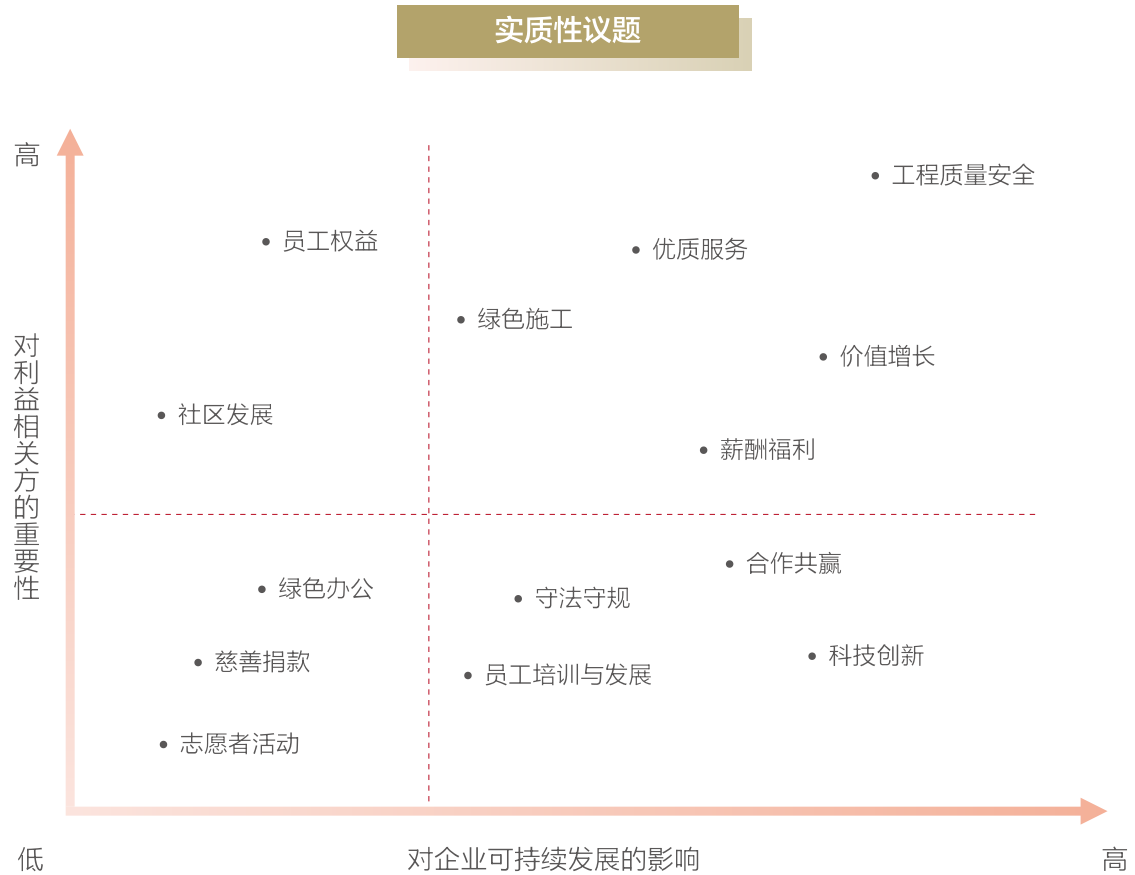 实质性议题
高
工程质量安全
员工权益
优质服务
绿色施工
价值增长
对利益相关方的重要性
社区发展
薪酬福利
合作共赢
绿色办公
守法守规
慈善捐款
科技创新
员工培训与发展
志愿者活动
低
对企业可持续发展的影响
高